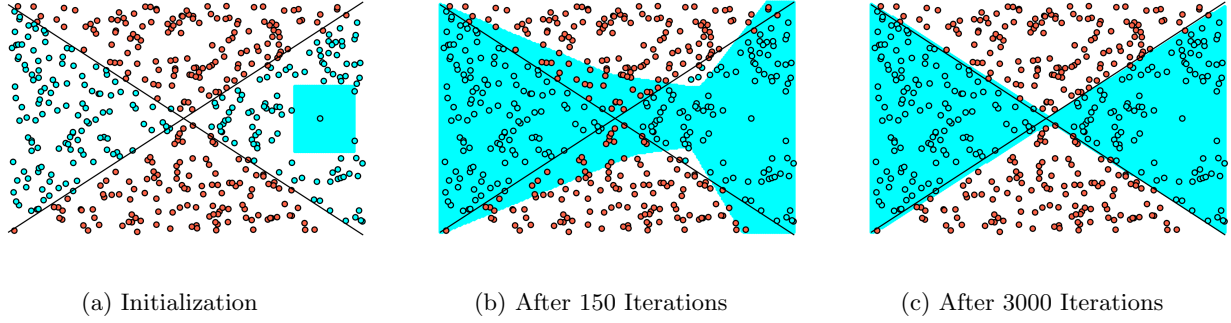 (a) Initialization
(b) After 150 Iterations
(c) After 3000 Iterations